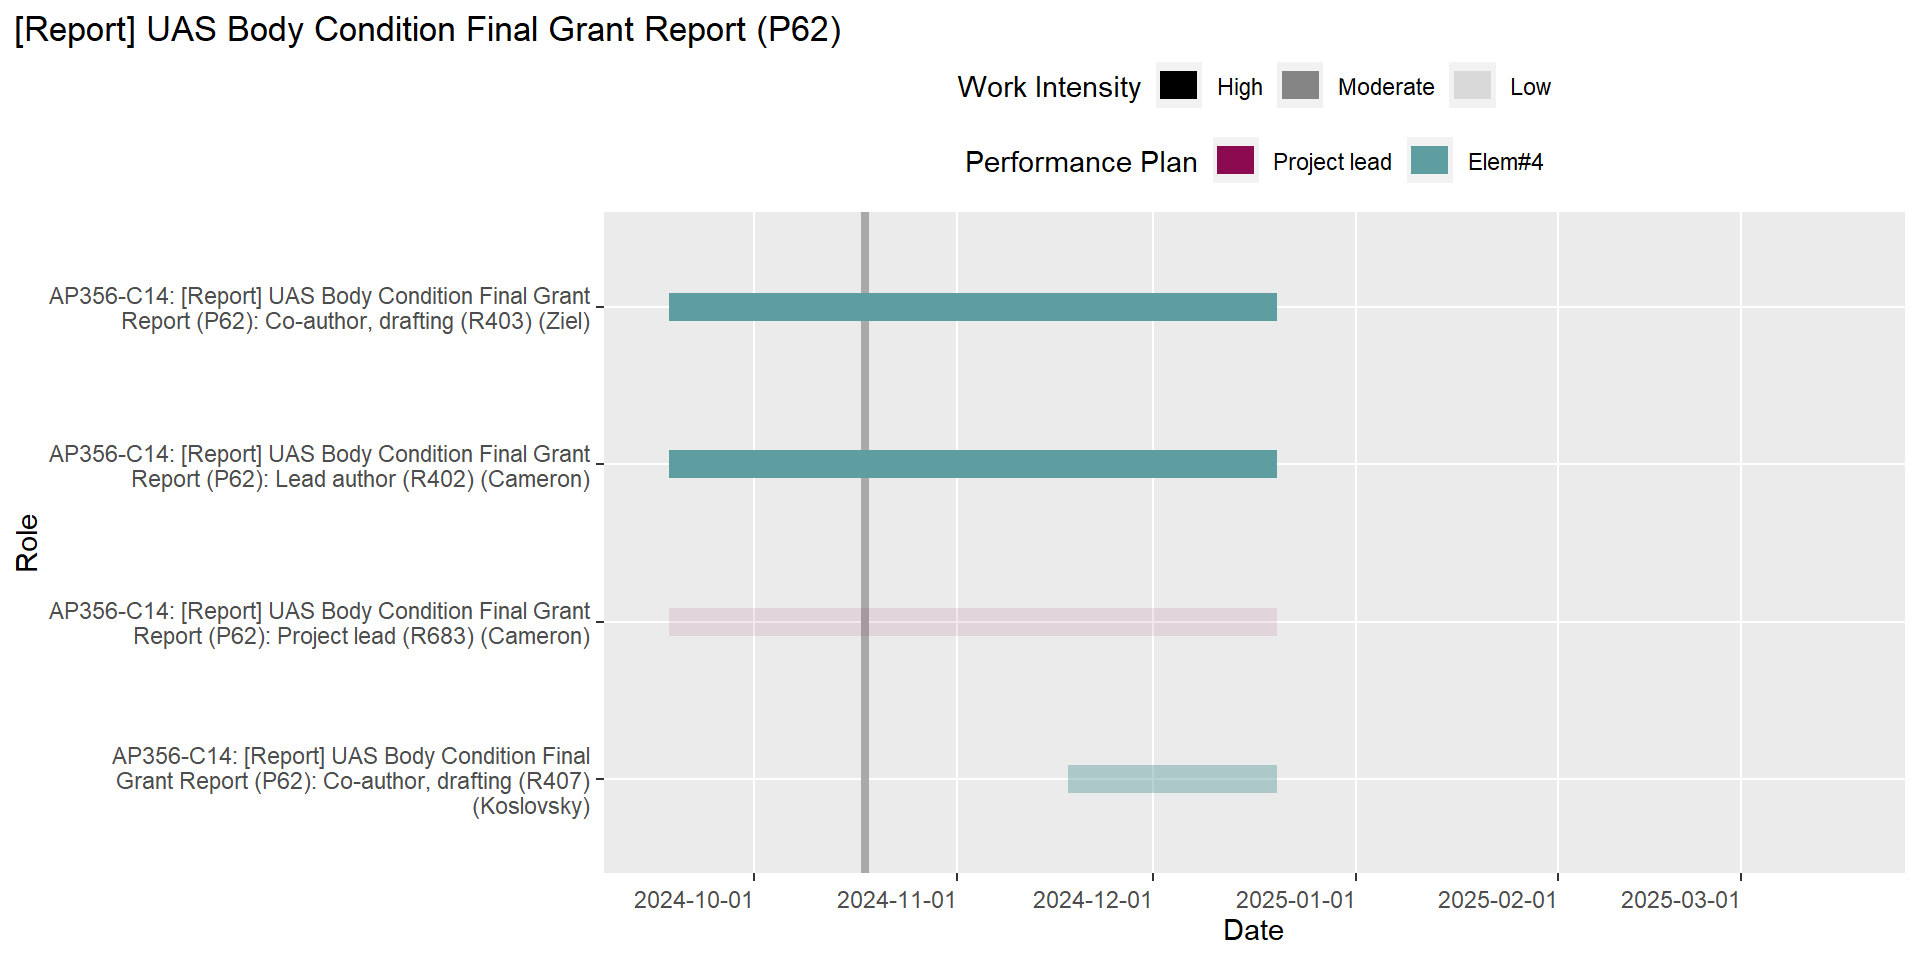 [Report] UAS Body Condition Final Grant Report (P62)
Work Intensity High Moderate Low
Performance Plan Project lead Elem#4
AP356-C14: [Report] UAS Body Condition Final Grant
Report (P62): Co-author, drafting (R403) (Ziel)
AP356-C14: [Report] UAS Body Condition Final Grant
Report (P62): Lead author (R402) (Cameron)
Role
AP356-C14: [Report] UAS Body Condition Final Grant
Report (P62): Project lead (R683) (Cameron)
AP356-C14: [Report] UAS Body Condition Final
Grant Report (P62): Co-author, drafting (R407)
(Koslovsky)
2024-10-01 2024-11-01 2024-12-01 2025-01-01 2025-02-01 2025-03-01
Date